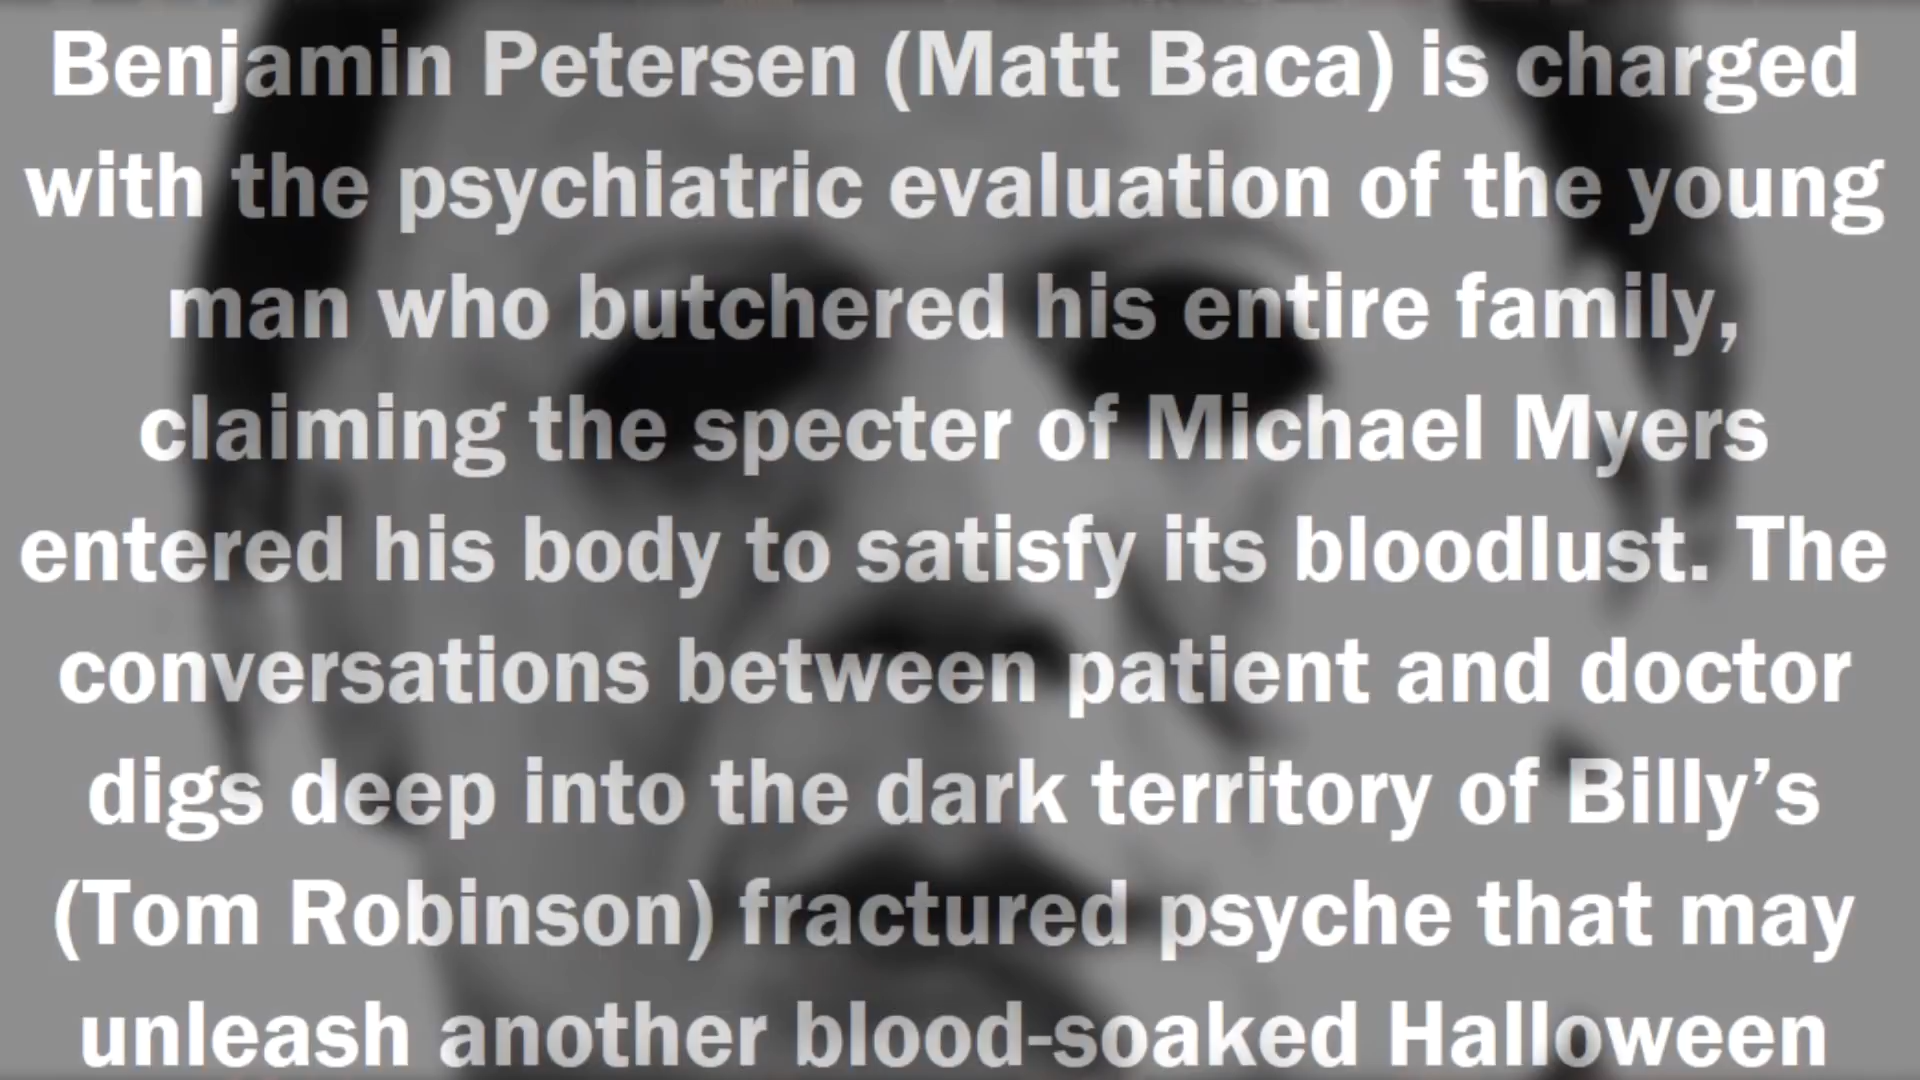 Benjamin Petersen (Matt Baca) is charged
with the psychiatric evaluation of the young
man who butchered his entire family,
claiming the specter of Michael Myers
entered his body to satisfy its bloodlust. The
conversations between patient and doctor
digs deep into the dark territory of Billy’s
(Tom Robinson) fractured psyche that may
unleash another blood-soaked Halloween